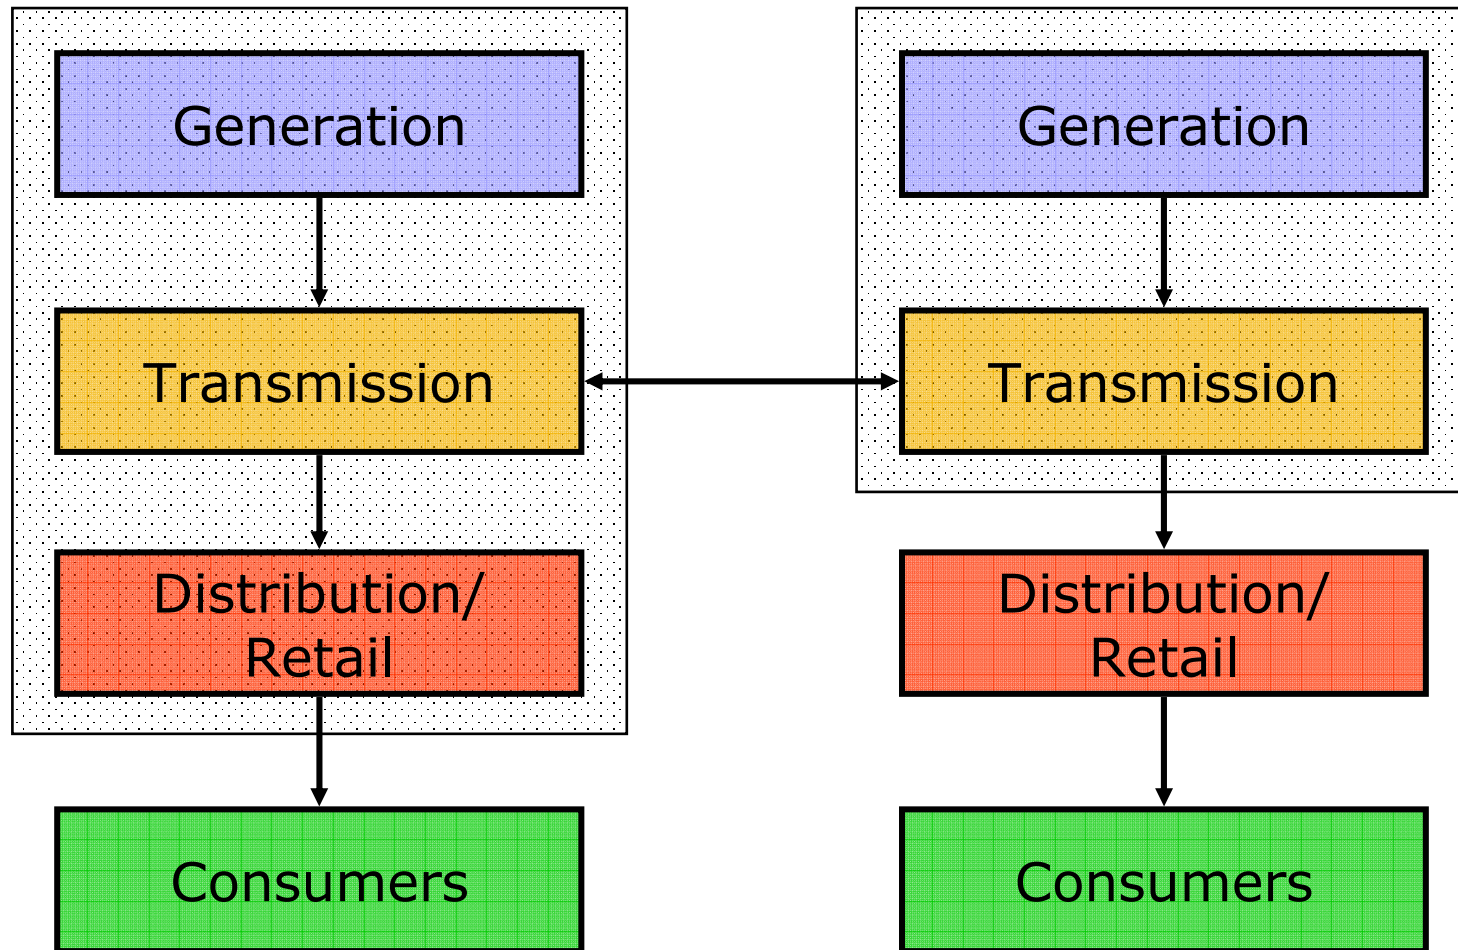 Generation
Transmission
Distribution/
Retail
Consumers
Generation
Transmission
Distribution/
Retail
Consumers